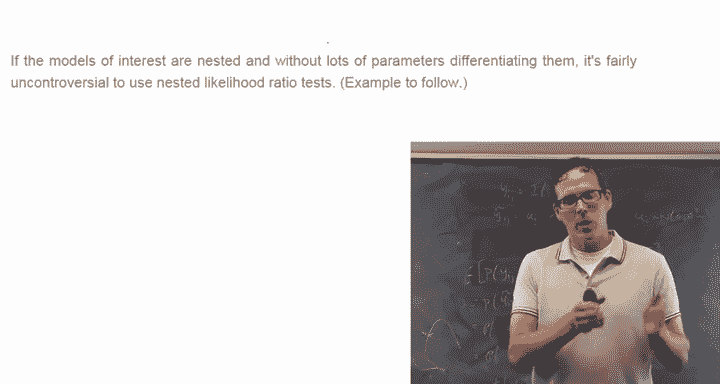 If the models of interest are nested and without lots of parameters differentiating them, it's fairly
uncontroversial to use nested likelihood ratio tests. (Example to follow.)